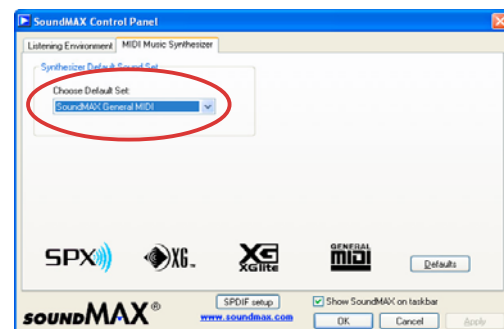 SoundMAX Control Panel
Listening Environment MIDI Music Synthesizer
Synthesizer Default Sound Set
Choose Default Set:
SoundMAX General MIDI
SPX XG XG XGlite GENERAL MIDI Defaults
SOUNDMAX® SPDIF setup Show SoundMAX on taskbar
www.soundmax.com OK Cancel Apply